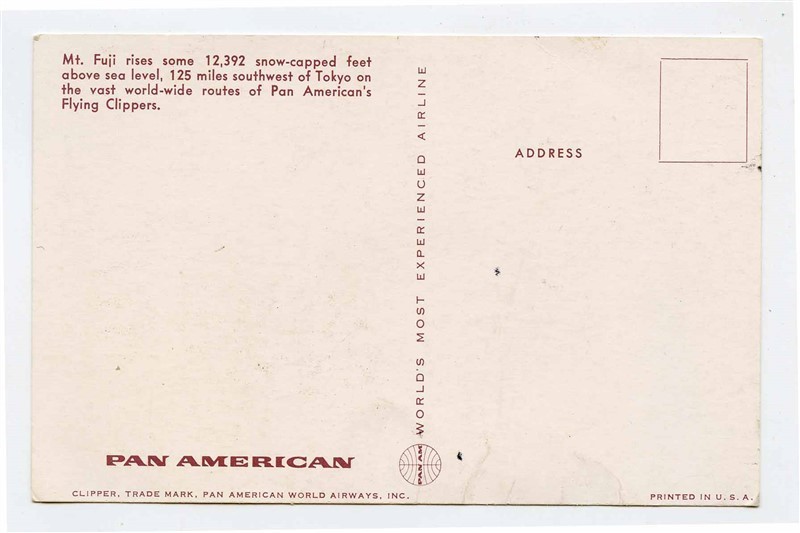 Mt. Fuji rises some 12,392 snow-capped feet
above sea level, 125 miles southwest of Tokyo on
the vast world-wide routes of Pan American's
Flying Clippers.
WORLD'S MOST EXPERIENCED AIRLINE
ADDRESS
PAN AMERICAN
PAN AM
CLIPPER, TRADE MARK, PAN AMERICAN WORLD AIRWAYS, INC.
PRINTED IN U.S.A.